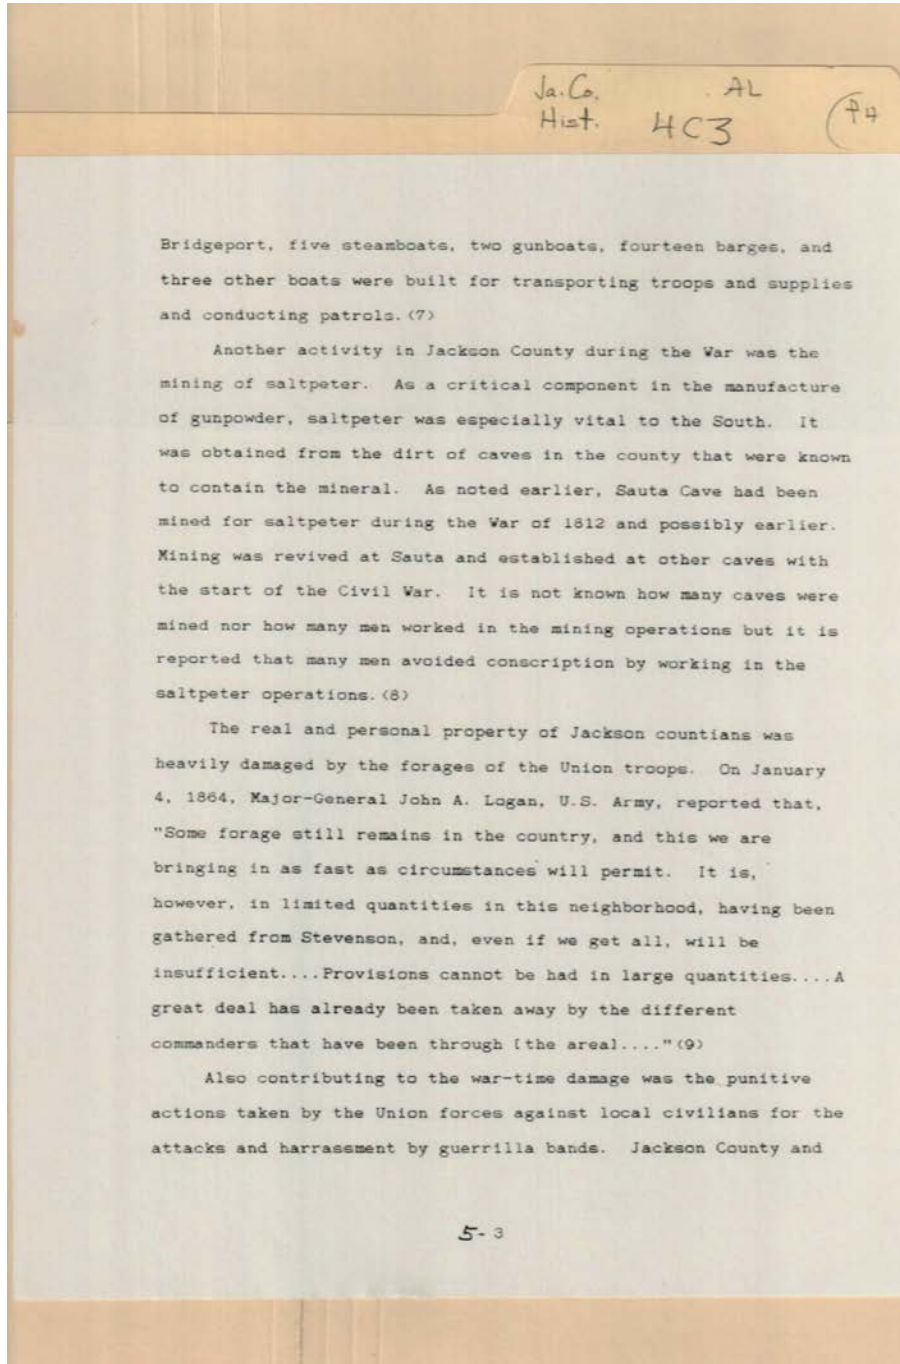 Ja. Co. AL
Hist. 4C3 P4
Bridgeport, five steamboats, two gunboats, fourteen barges, and
three other boats were built for transporting troops and supplies
and conducting patrols.(7)
Another activity in Jackson County during the War was the
mining of saltpeter. As a critical component in the manufacture
of gunpowder, saltpeter was especially vital to the South. It
was obtained from the dirt of caves in the county that were known
to contain the mineral. As noted earlier, Sauta Cave had been
mined for saltpeter during the War of 1812 and possibly earlier.
Mining was revived at Sauta and established at other caves with
the start of the Civil War. It is not known how many caves were
mined nor how many men worked in the mining operations but it is
reported that many men avoided conscription by working in the
saltpeter operations.(8)
The real and personal property of Jackson countians was
heavily damaged by the forages of the Union troops. On January
4, 1864, Major-General John A. Logan, U.S. Army, reported that,
"Some forage still remains in the country, and this we are
bringing in as fast as circumstances will permit. It is,
however, in limited quantities in this neighborhood, having been
gathered from Stevenson, and, even if we get all, will be
insufficient....Provisions cannot be had in large quantities....A
great deal has already been taken away by the different
commanders that have been through [the area]...."(9)
Also contributing to the war-time damage was the punitive
actions taken by the Union forces against local civilians for the
attacks and harrassment by guerrilla bands. Jackson County and
5- 3